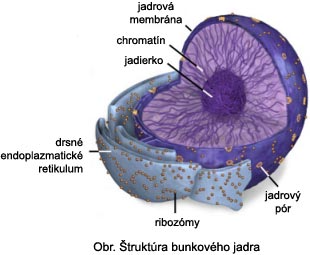 jadrová
membrána
chromatín
jadierko
drsné
endoplazmatické
retikulum
jadrový
pór
ribozómy
Obr. Štruktúra bunkového jadra